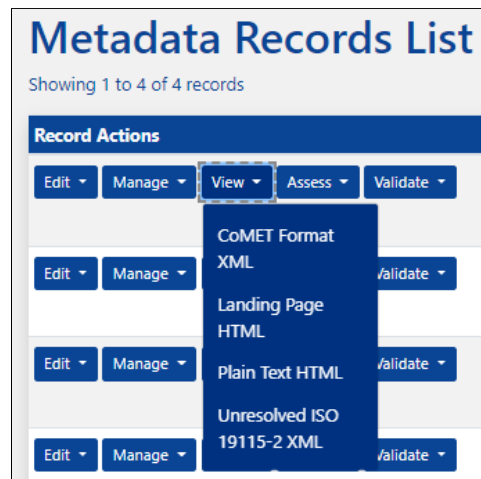 Metadata Records List
Showing 1 to 4 of 4 records
Record Actions
Edit Manage View Assess Validate
CoMET Format
XML
Edit Manage Validate
Landing Page
HTML
Edit Manage Validate
Plain Text HTML
Unresolved ISO
19115-2 XML
Edit Manage Validate